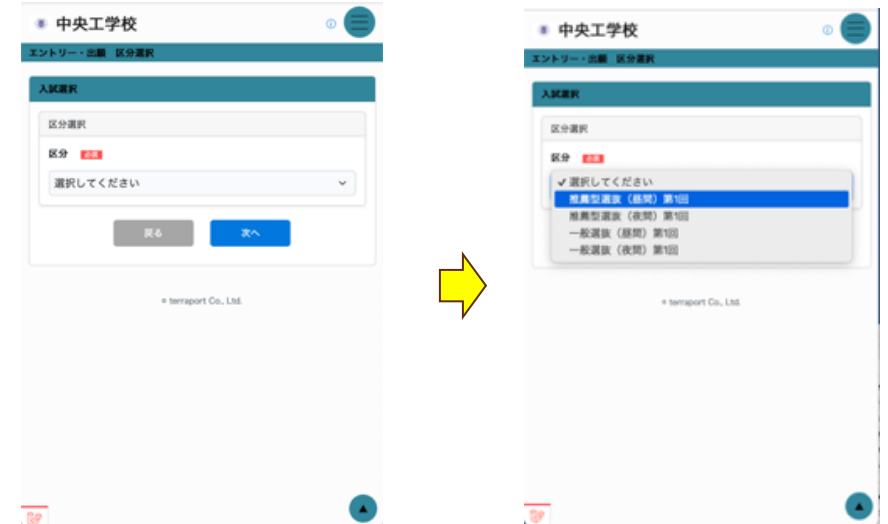 中央工学校
エントリー・出願 区分選択
入試選択
区分選択
区分 必須
選択してください
戻る 次へ
© terraport Co., Ltd.
中央工学校
エントリー・出願 区分選択
入試選択
区分選択
区分 必須
✓選択してください
推薦型選抜（昼間）第1回
推薦型選抜（夜間）第1回
一般選抜（昼間）第1回
一般選抜（夜間）第1回
© terraport Co., Ltd.